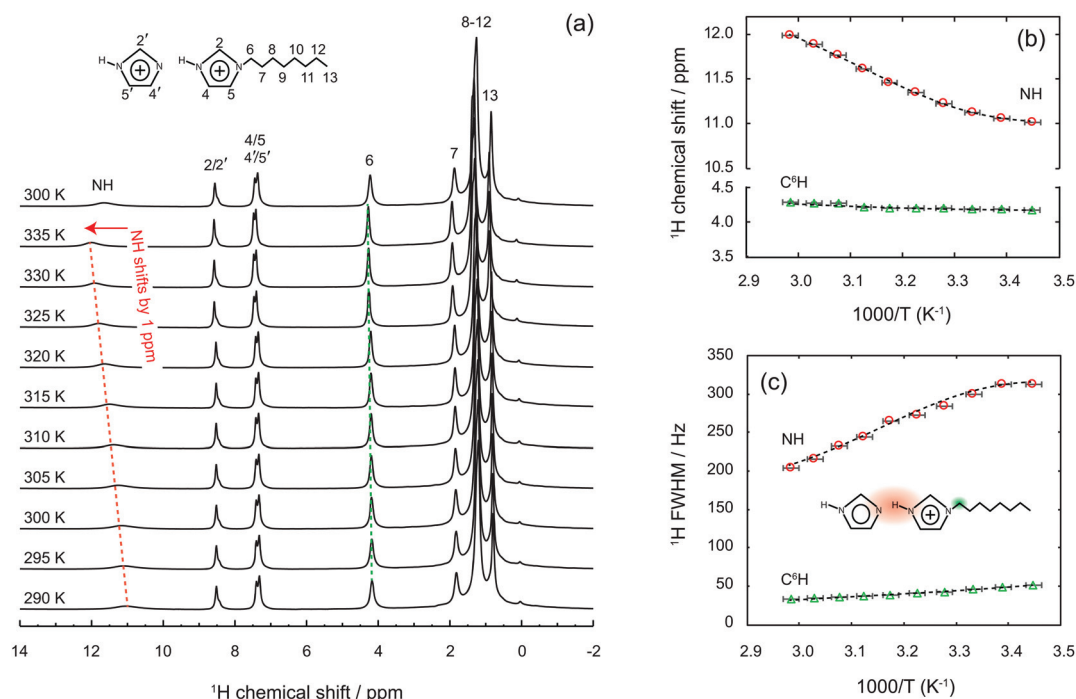 (a)
8-12
2'
H
N
N
5'
4'
2
H
N
N
4
5
6
7
8
9
10
11
12
13
13
4/5
2/2'
4'/5'
6
7
NH
300 K
335 K
NH shifts by 1 ppm
330 K
325 K
320 K
315 K
310 K
305 K
300 K
295 K
290 K
14 12 10 8 6 4 2 0 -2
¹H chemical shift / ppm
(b)
¹H chemical shift / ppm
12.0
11.5
11.0
10.5
4.5
4.0
NH
C⁶H
2.9 3.0 3.1 3.2 3.3 3.4 3.5
1000/T (K⁻¹)
(c)
¹H FWHM / Hz
350
300
250
200
150
100
50
0
NH
H
N
N
H
N
N
C⁶H
2.9 3.0 3.1 3.2 3.3 3.4 3.5
1000/T (K⁻¹)